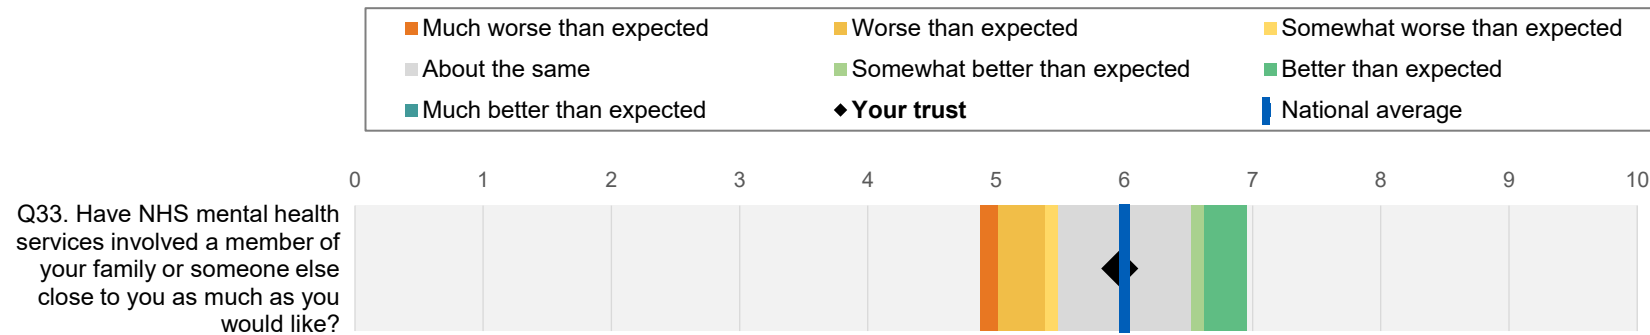 Much worse than expected Worse than expected Somewhat worse than expected
About the same Somewhat better than expected Better than expected
Much better than expected Your trust National average
0 1 2 3 4 5 6 7 8 9 10
Q33. Have NHS mental health
services involved a member of
your family or someone else
close to you as much as you
would like?